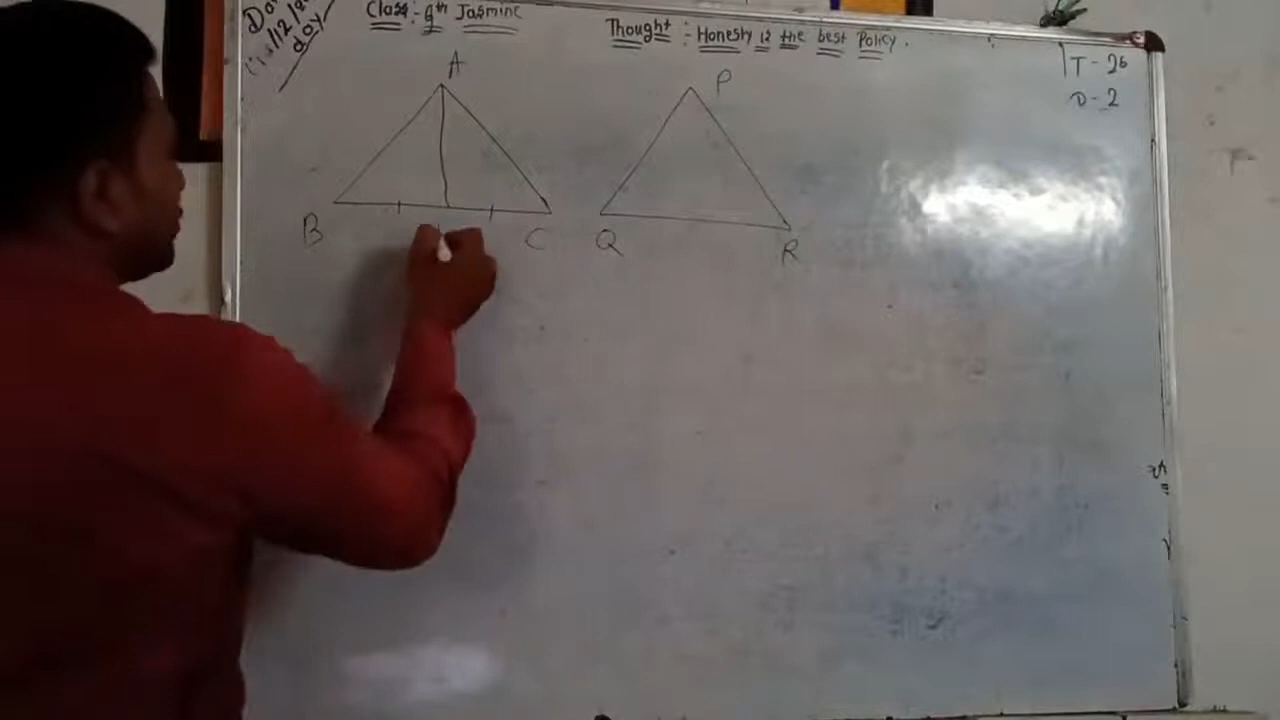 Class:- 9th Jasmine
Thought : Honesty is the best Policy.
T - 26
D - 2
A
P
B
C
Q
R